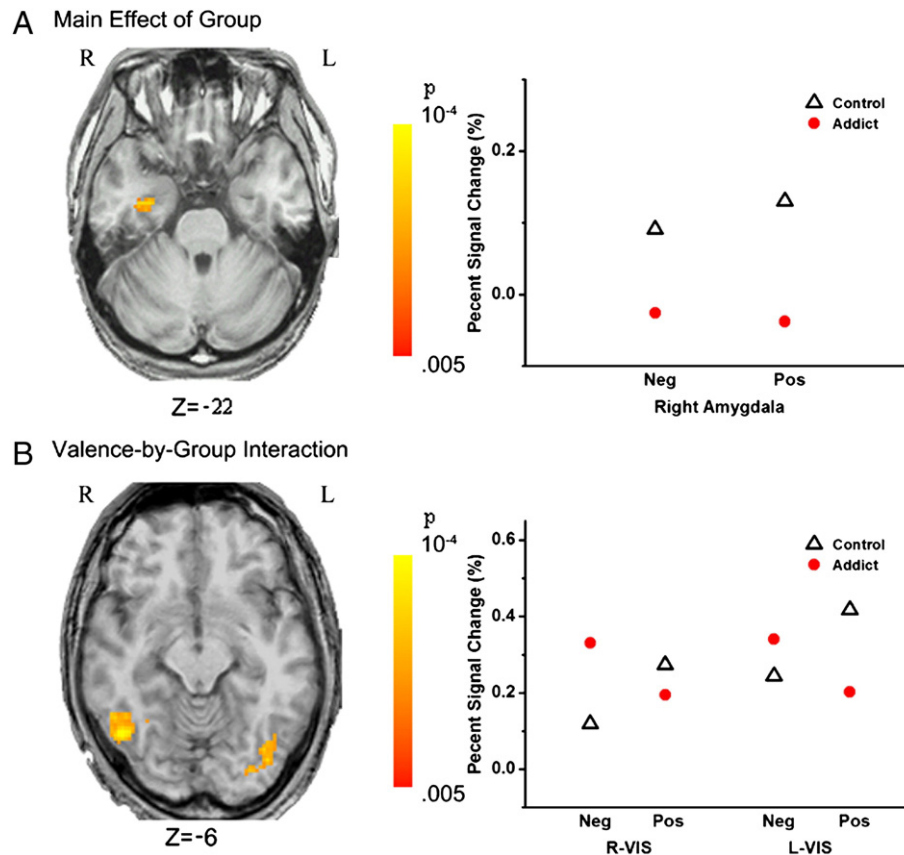 A Main Effect of Group
R L
p
10-4
.005
Z=-22
Pecent Signal Change (%)
0.2
0.0
Control
Addict
Neg Pos
Right Amygdala
B Valence-by-Group Interaction
R L
p
10-4
.005
Z=-6
Pecent Signal Change (%)
0.6
0.4
0.2
0.0
Control
Addict
Neg Pos Neg Pos
R-VIS L-VIS